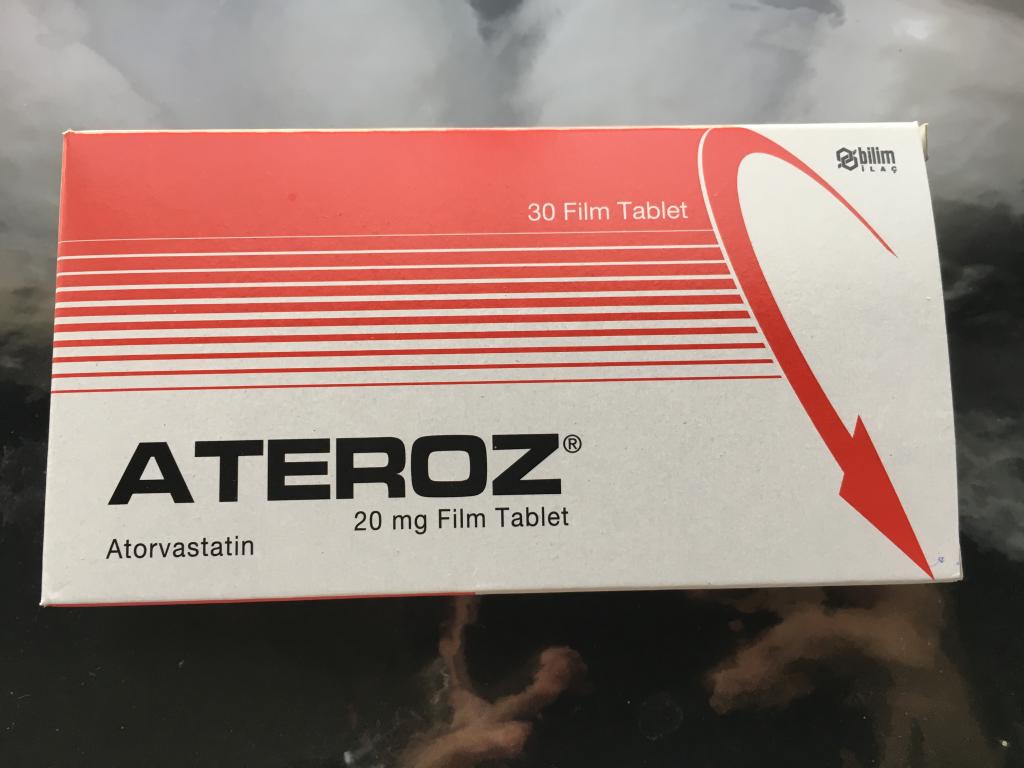 bilim
İLAÇ
30 Film Tablet
ATEROZ®
20 mg Film Tablet
Atorvastatin